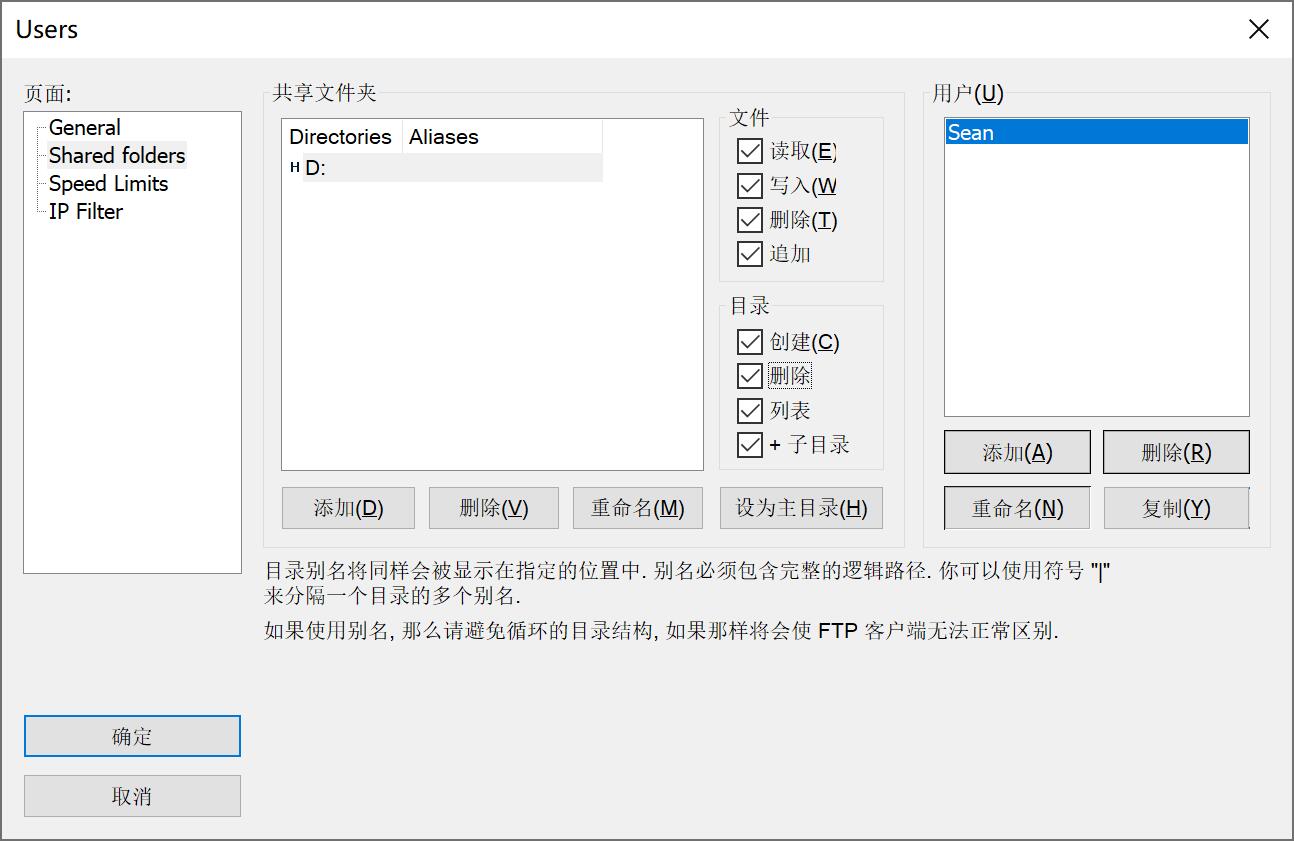 Users
页面:
General
Shared folders
Speed Limits
IP Filter
共享文件夹
Directories Aliases
H D:
文件
读取(E)
写入(W
删除(T)
追加
目录
创建(C)
删除
列表
+ 子目录
添加(D) 删除(V) 重命名(M) 设为主目录(H)
用户(U)
Sean
添加(A) 删除(R)
重命名(N) 复制(Y)
目录别名将同样会被显示在指定的位置中. 别名必须包含完整的逻辑路径. 你可以使用符号 "|"
来分隔一个目录的多个别名.
如果使用别名, 那么请避免循环的目录结构, 如果那样将会使 FTP 客户端无法正常区别.
确定
取消